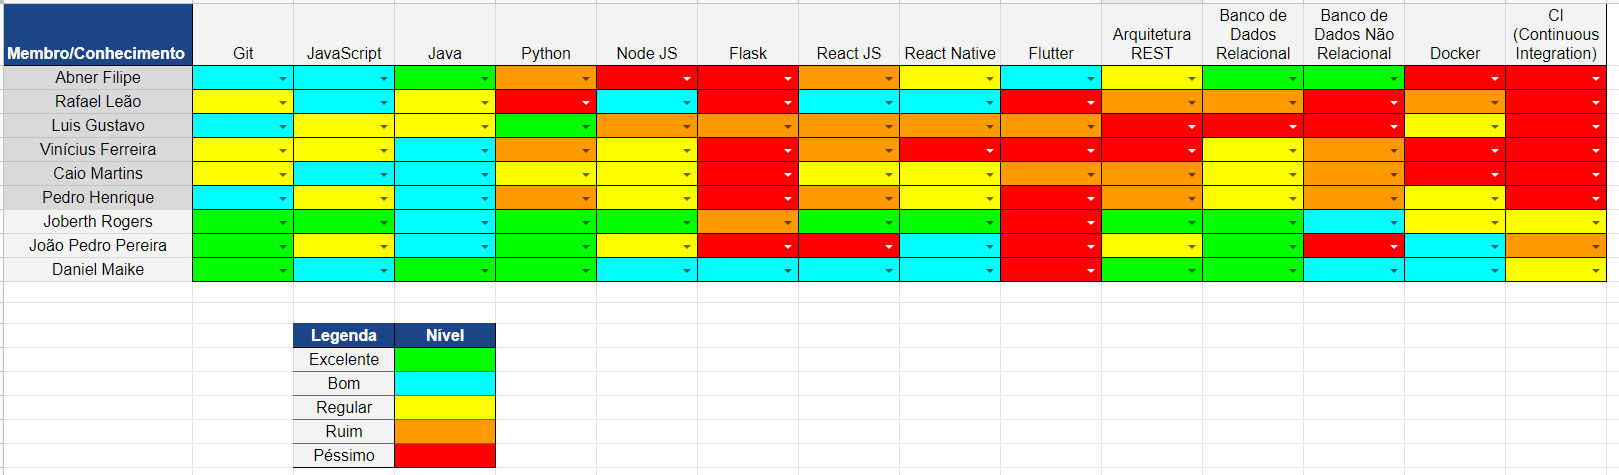 Membro/Conhecimento Git JavaScript Java Python Node JS Flask React JS React Native Flutter Arquitetura REST Banco de Dados Relacional Banco de Dados Não Relacional Docker CI (Continuous Integration)
Abner Filipe
Rafael Leão
Luis Gustavo
Vinícius Ferreira
Caio Martins
Pedro Henrique
Joberth Rogers
João Pedro Pereira
Daniel Maike
Legenda Nível
Excelente
Bom
Regular
Ruim
Péssimo